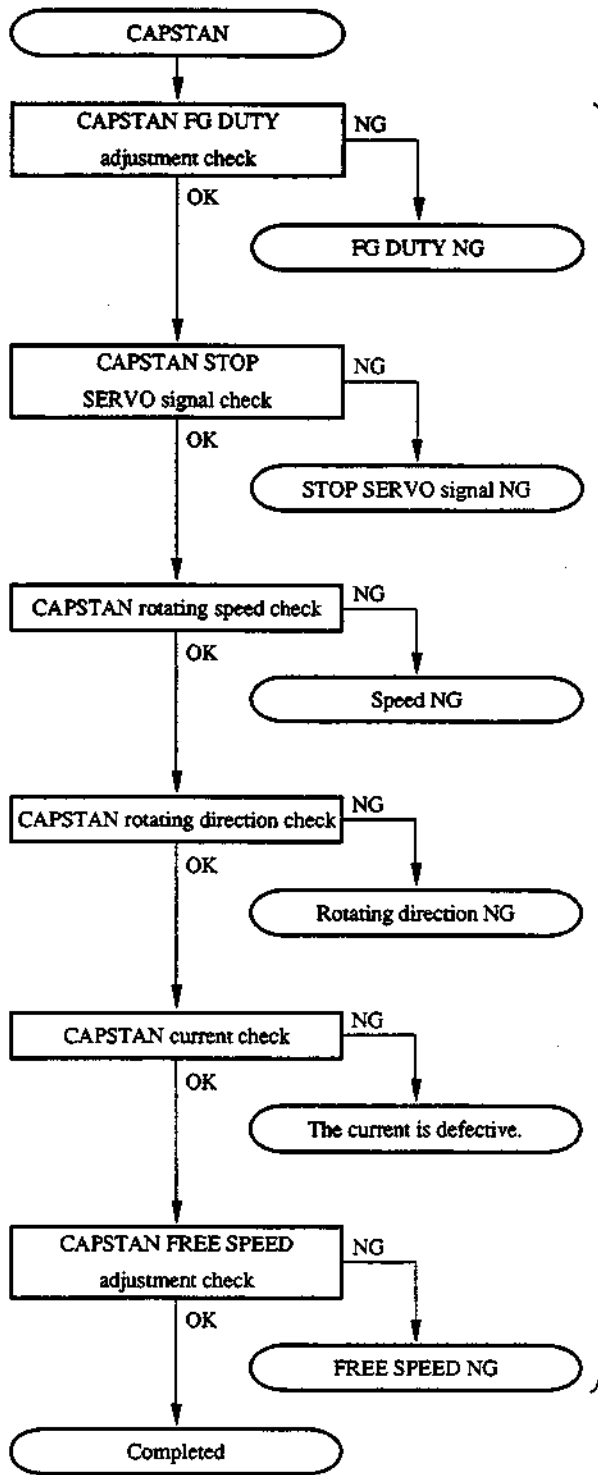 CAPSTAN
CAPSTAN FG DUTY
adjustment check
NG
OK
FG DUTY NG
CAPSTAN STOP
SERVO signal check
NG
OK
STOP SERVO signal NG
CAPSTAN rotating speed check
NG
OK
Speed NG
CAPSTAN rotating direction check
NG
OK
Rotating direction NG
CAPSTAN current check
NG
OK
The current is defective.
CAPSTAN FREE SPEED
adjustment check
NG
OK
FREE SPEED NG
Completed